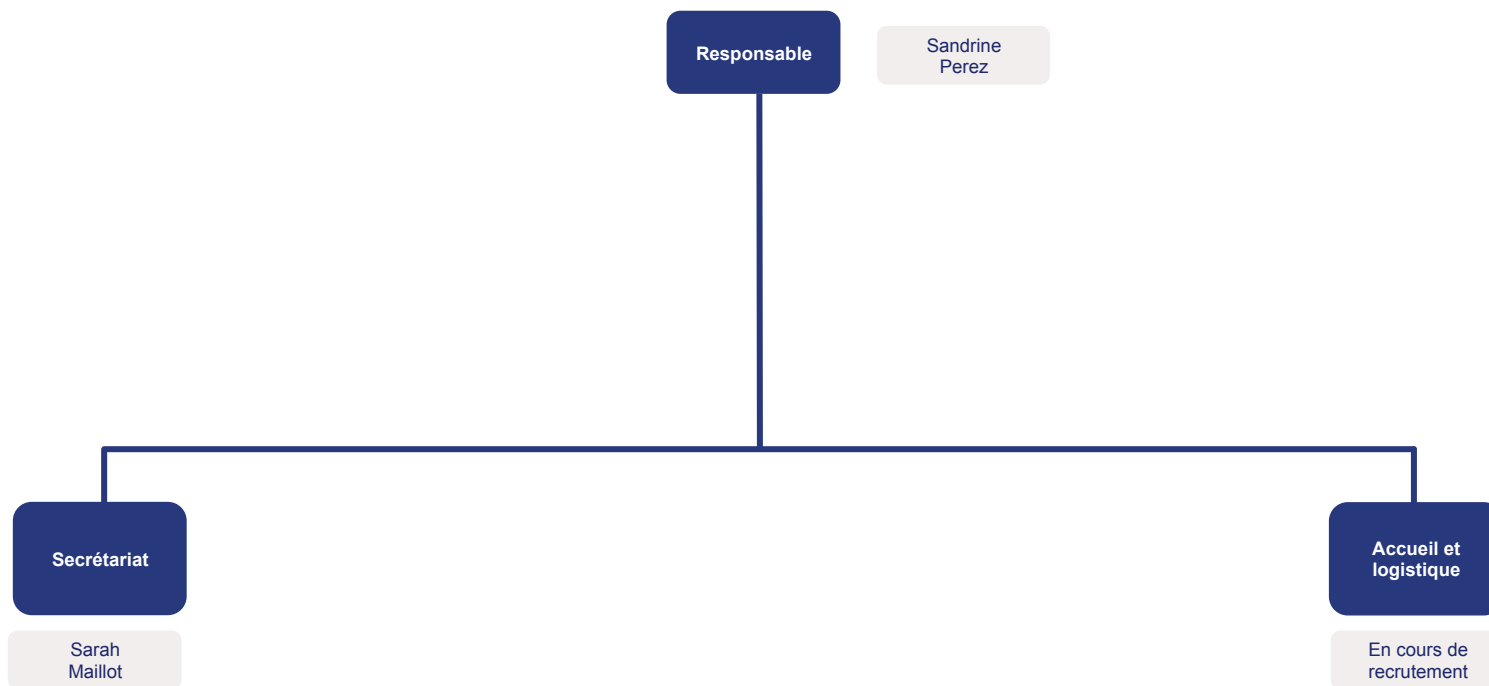 Responsable
Sandrine
Perez
Secrétariat
Sarah
Maillot
Accueil et
logistique
En cours de
recrutement